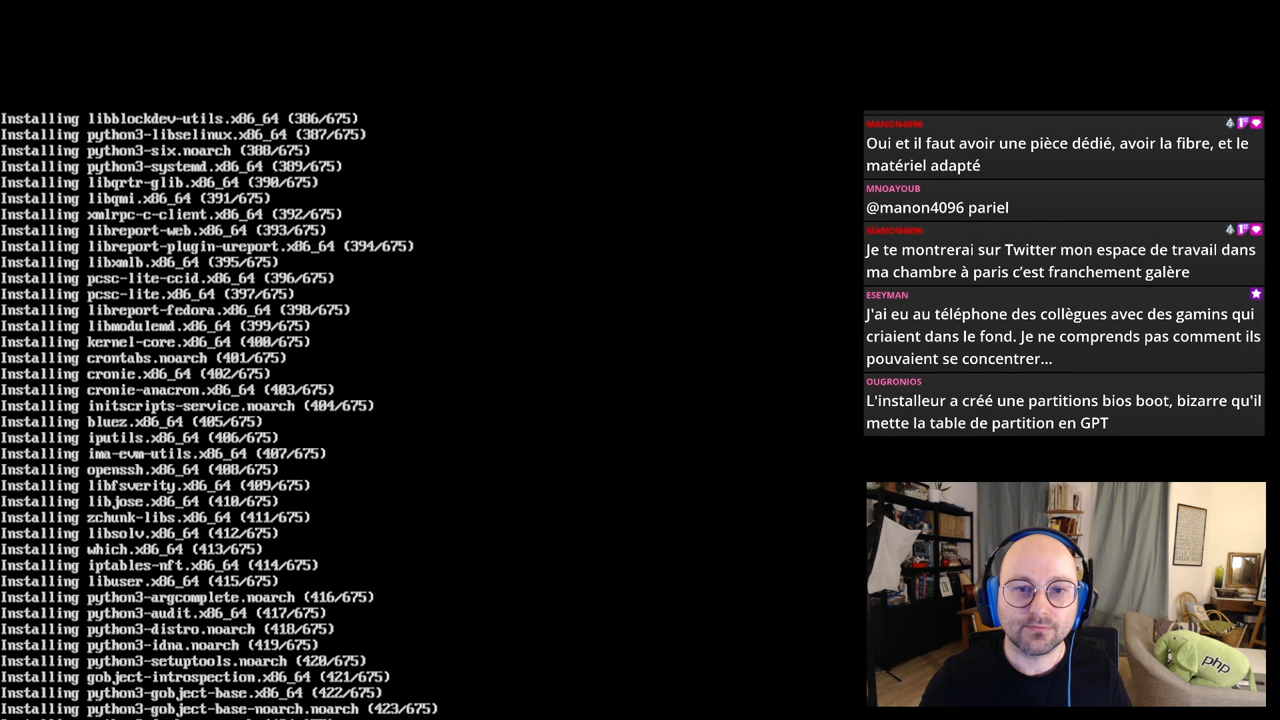 Installing libblockdev-utils.x86_64 (386/675)
Installing python3-libselinux.x86_64 (387/675)
Installing python3-six.noarch (388/675)
Installing python3-systemd.x86_64 (389/675)
Installing libqrtr-glib.x86_64 (390/675)
Installing libqmi.x86_64 (391/675)
Installing xmlrpc-c-client.x86_64 (392/675)
Installing libreport-web.x86_64 (393/675)
Installing libreport-plugin-ureport.x86_64 (394/675)
Installing libxmlb.x86_64 (395/675)
Installing pcsc-lite-ccid.x86_64 (396/675)
Installing pcsc-lite.x86_64 (397/675)
Installing libreport-fedora.x86_64 (398/675)
Installing libmodulemd.x86_64 (399/675)
Installing kernel-core.x86_64 (400/675)
Installing crontabs.noarch (401/675)
Installing cronie.x86_64 (402/675)
Installing cronie-anacron.x86_64 (403/675)
Installing initscripts-service.noarch (404/675)
Installing bluez.x86_64 (405/675)
Installing iputils.x86_64 (406/675)
Installing ima-evm-utils.x86_64 (407/675)
Installing openssh.x86_64 (408/675)
Installing libfsverity.x86_64 (409/675)
Installing libjose.x86_64 (410/675)
Installing zchunk-libs.x86_64 (411/675)
Installing libsolv.x86_64 (412/675)
Installing which.x86_64 (413/675)
Installing iptables-nft.x86_64 (414/675)
Installing libuser.x86_64 (415/675)
Installing python3-argcomplete.noarch (416/675)
Installing python3-audit.x86_64 (417/675)
Installing python3-distro.noarch (418/675)
Installing python3-idna.noarch (419/675)
Installing python3-setuptools.noarch (420/675)
Installing gobject-introspection.x86_64 (421/675)
Installing python3-gobject-base.x86_64 (422/675)
Installing python3-gobject-base-noarch.noarch (423/675)
MANON4096
Oui et il faut avoir une pièce dédié, avoir la fibre, et le
matériel adapté
MNOAYOUB
@manon4096 pariel
MANON4096
Je te montrerai sur Twitter mon espace de travail dans
ma chambre à paris c’est franchement galère
ESEYMAN
J'ai eu au téléphone des collègues avec des gamins qui
criaient dans le fond. Je ne comprends pas comment ils
pouvaient se concentrer...
OUGRONIOS
L'installeur a créé une partitions bios boot, bizarre qu'il
mette la table de partition en GPT
php